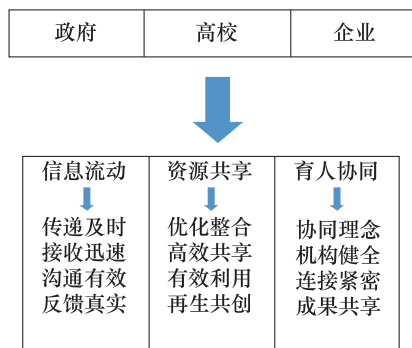 政府 高校 企业
信息流动 资源共享 育人协同
传递及时 优化整合 协同理念
接收迅速 高效共享 机构健全
沟通有效 有效利用 连接紧密
反馈真实 再生共创 成果共享